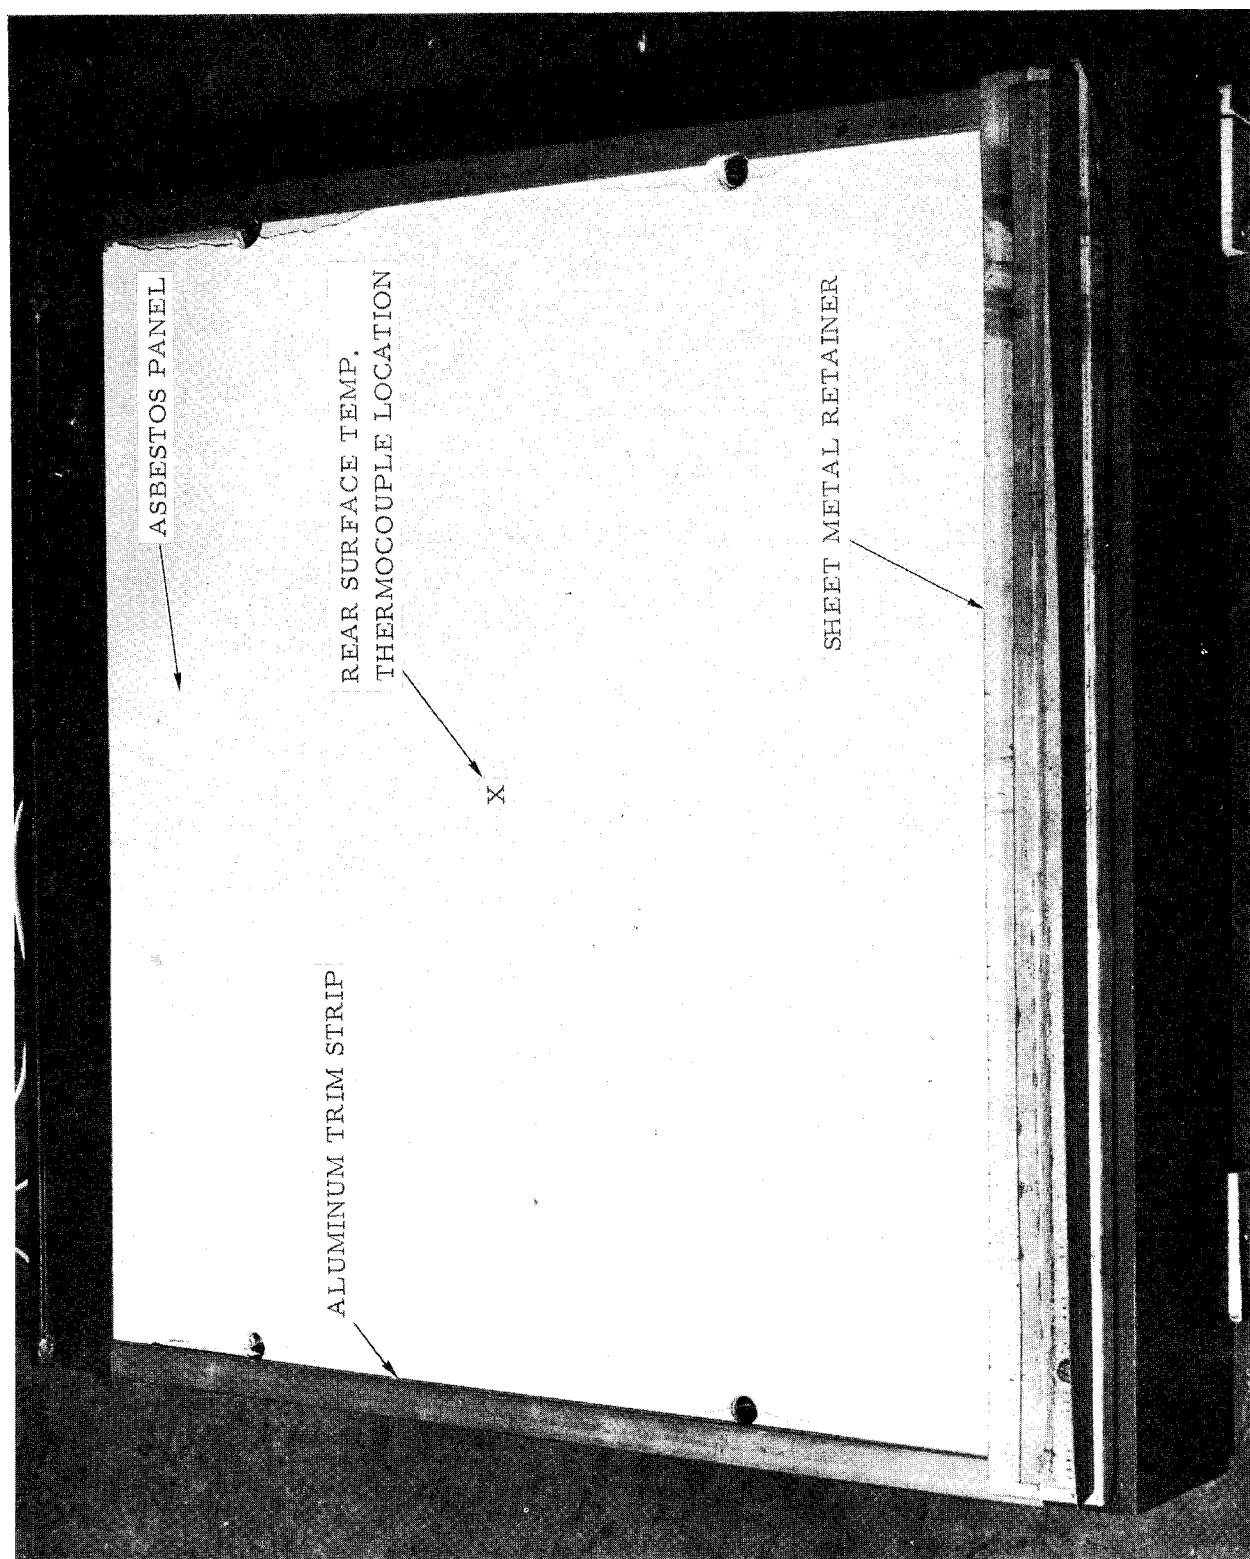 ASBESTOS PANEL
REAR SURFACE TEMP.
THERMOCOUPLE LOCATION
X
ALUMINUM TRIM STRIP
SHEET METAL RETAINER